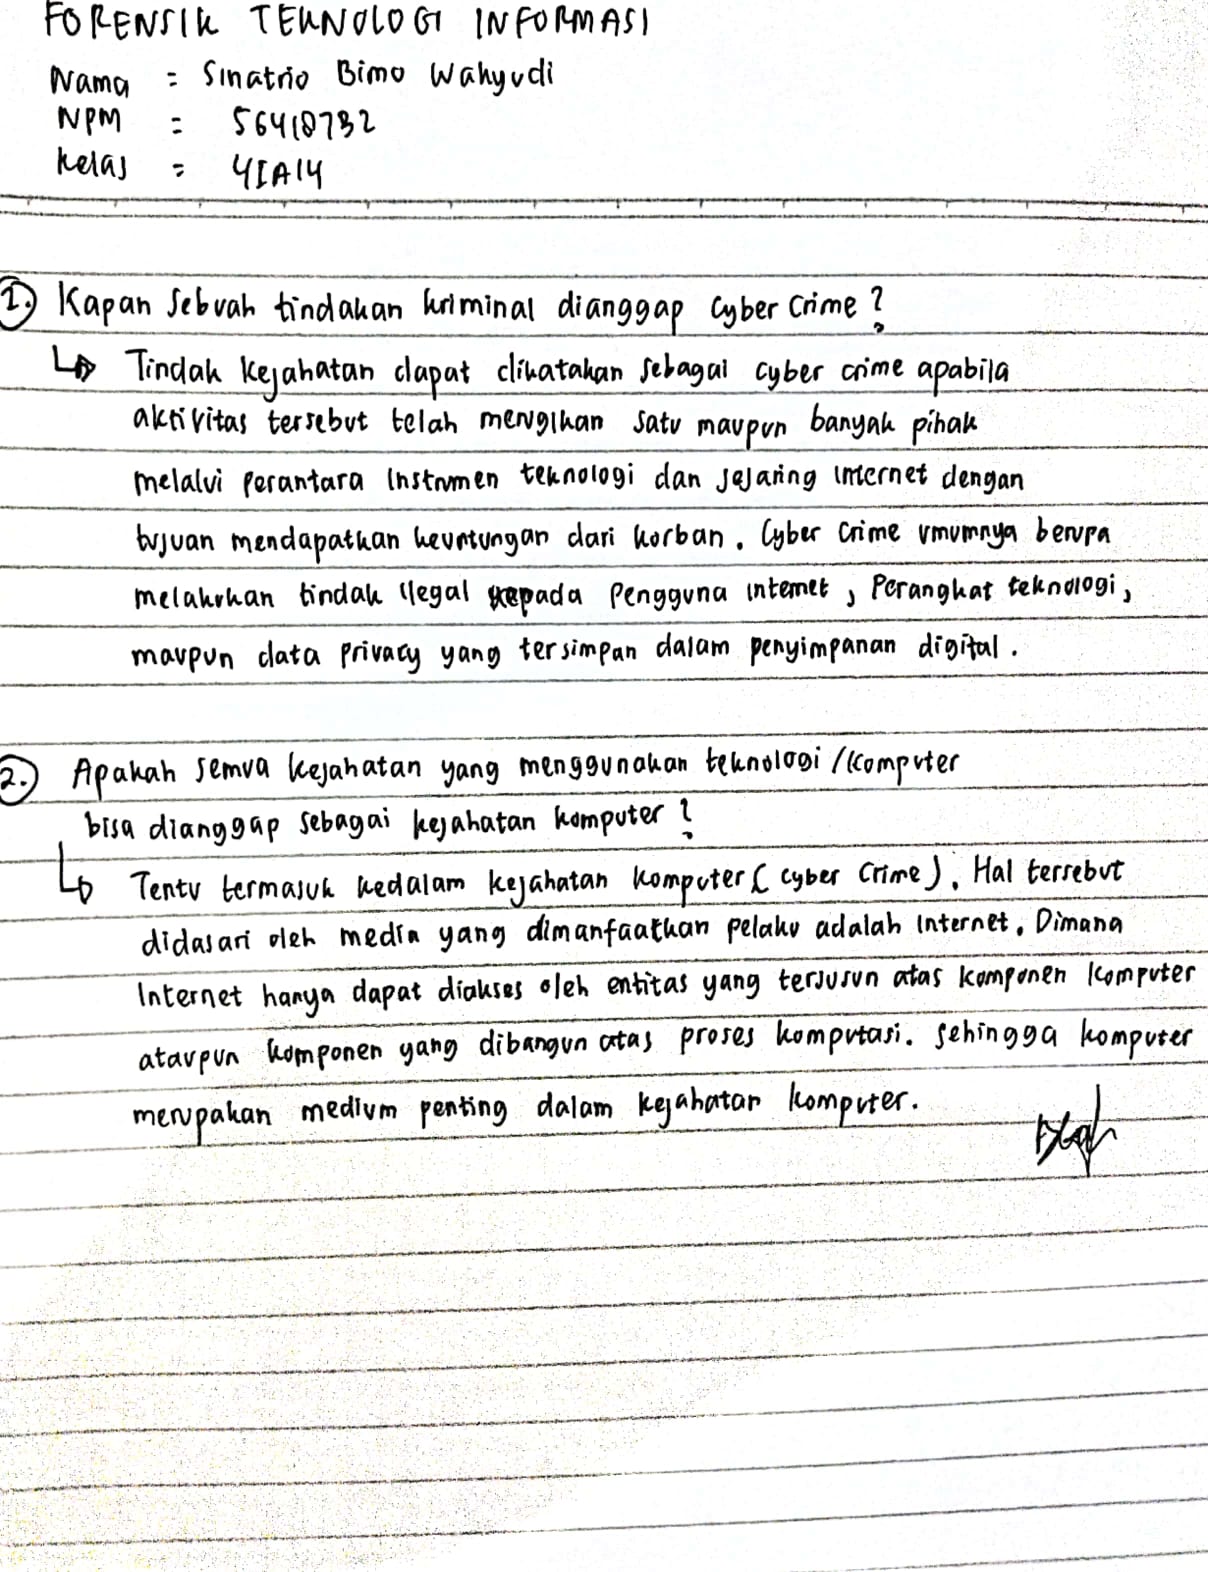 FORENSIK TEKNOLOGI INFORMASI
Nama = Sinatrio Bimo Wahyudi
NPM = 56418732
Kelas = 4IA14
1. Kapan sebuah tindakan kriminal dianggap Cyber Crime ?
Tindak kejahatan dapat dikatakan sebagai cyber crime apabila
aktivitas tersebut telah merugikan satu maupun banyak pihak
melalui perantara instrumen teknologi dan jejaring internet dengan
tujuan mendapatkan keuntungan dari korban. Cyber Crime umumnya berupa
melakukan tindak ilegal kepada pengguna internet, Perangkat teknologi,
maupun data privacy yang tersimpan dalam penyimpanan digital.
2. Apakah semua kejahatan yang menggunakan teknologi/komputer
bisa dianggap sebagai kejahatan komputer ?
Tentu termasuk kedalam kejahatan komputer ( cyber Crime ). Hal tersebut
didasari oleh media yang dimanfaatkan pelaku adalah Internet. Dimana
Internet hanya dapat diakses oleh entitas yang tersusun atas komponen komputer
ataupun komponen yang dibangun atas proses komputasi. Sehingga komputer
merupakan medium penting dalam kejahatan komputer.